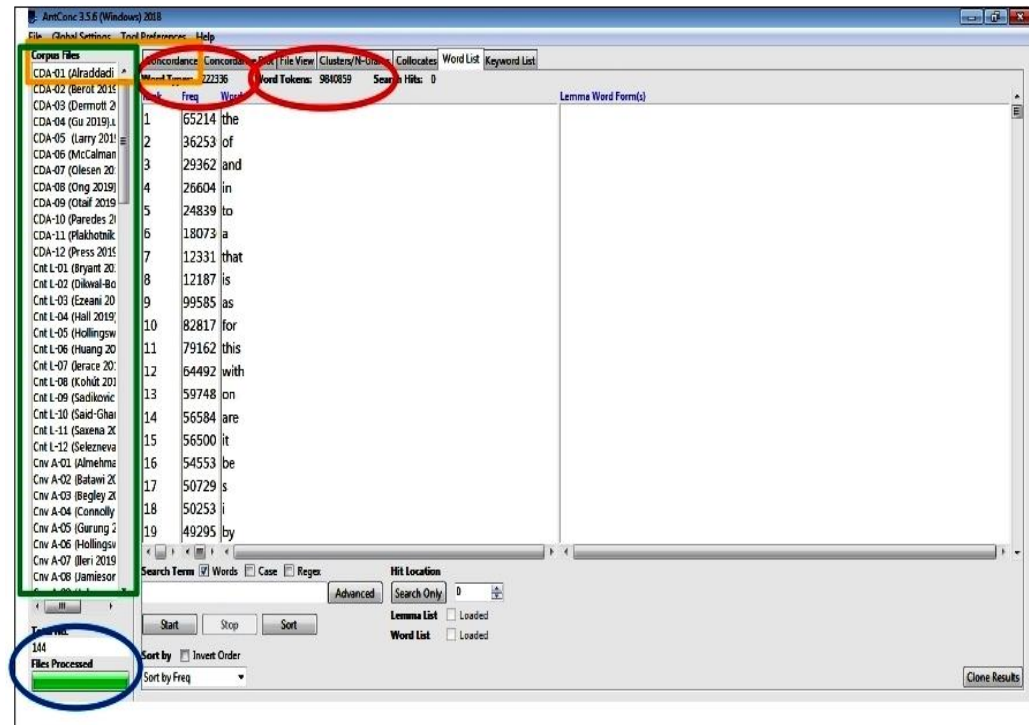 AntConc 3.5.6 (Windows) 2018
File Global Settings Tool Preferences Help
Corpus Files
CDA-01 (Alraddadi
CDA-02 (Berot 2019
CDA-03 (Dermott 2
CDA-04 (Gu 2019).
CDA-05 (Larry 201
CDA-06 (McCalman
CDA-07 (Olesen 20
CDA-08 (Ong 2019)
CDA-09 (Otaif 2019
CDA-10 (Paredes 2
CDA-11 (Plakhotnik
CDA-12 (Press 2019
Cnt L-01 (Bryant 20
Cnt L-02 (Dikwal-Bo
Cnt L-03 (Ezeani 20
Cnt L-04 (Hall 2019)
Cnt L-05 (Hollingsw
Cnt L-06 (Huang 20
Cnt L-07 (Ierace 20
Cnt L-08 (Kohút 201
Cnt L-09 (Sadikovic
Cnt L-10 (Said-Ghar
Cnt L-11 (Saxena 2
Cnt L-12 (Selezneva
Cnv A-01 (Almehma
Cnv A-02 (Batawi 2
Cnv A-03 (Begley 2
Cnv A-04 (Connolly
Cnv A-05 (Gurung 2
Cnv A-06 (Hollingsw
Cnv A-07 (Ileri 2019
Cnv A-08 (Jamieson
Total No.
144
Files Processed
Concordance Concordance Plot File View Clusters/N-Grams Collocates Word List Keyword List
Word Types: 222336 Word Tokens: 9840859 Search Hits: 0
Rank Freq Word Lemma Word Form(s)
1 65214 the
2 36253 of
3 29362 and
4 26604 in
5 24839 to
6 18073 a
7 12331 that
8 12187 is
9 99585 as
10 82817 for
11 79162 this
12 64492 with
13 59748 on
14 56584 are
15 56500 it
16 54553 be
17 50729 s
18 50253 i
19 49295 by
Search Term Words Case Regex Hit Location
Advanced Search Only 0
Start Stop Sort
Lemma List Loaded
Word List Loaded
Sort by Invert Order
Sort by Freq
Clone Results